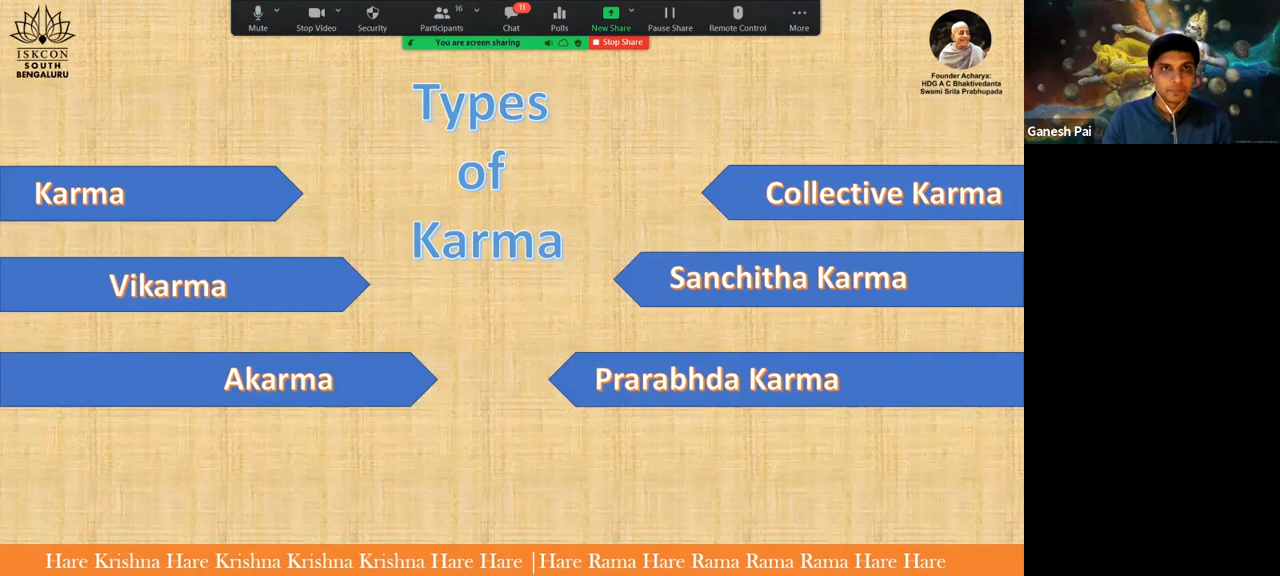 16
11
Mute
Stop Video
Security
Participants
Chat
Polls
New Share
Pause Share
Remote Control
More
You are screen sharing
Stop Share
ISKCON
SOUTH
BENGALURU
Founder Acharya:
HDG A C Bhaktivedanta
Swami Srila Prabhupada
Ganesh Pai
Types
of
Karma
Karma
Vikarma
Akarma
Collective Karma
Sanchitha Karma
Prarabhda Karma
Hare Krishna Hare Krishna Krishna Krishna Hare Hare |Hare Rama Hare Rama Rama Rama Hare Hare